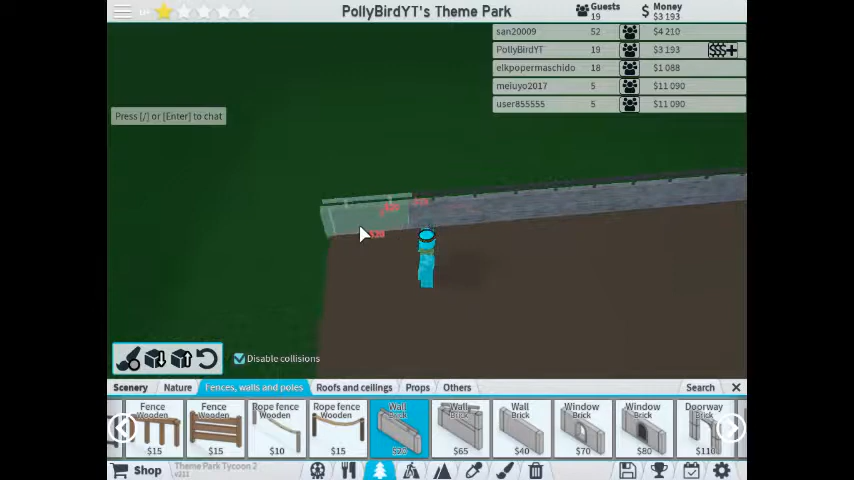 PollyBirdYT's Theme Park
Guests
19
Money
$3 193
san20009 52 $4 210
PollyBirdYT 19 $3 193
elkpopermaschido 18 $1 088
meluyo2017 5 $11 090
user855555 5 $11 090
Press [/] or [Enter] to chat
Disable collisions
Scenery Nature Fences, walls and poles Roofs and ceilings Props Others Search
Fence Wooden $15
Fence Wooden $15
Rope fence Wooden $10
Rope fence Wooden $15
Wall Brick $20
Wall Brick $65
Wall Brick $40
Window Brick $70
Window Brick $80
Doorway Brick $110
Shop
Theme Park Tycoon 2
v211